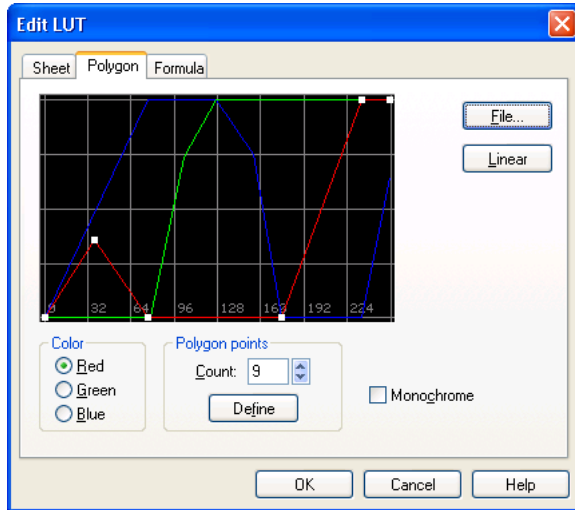 Edit LUT
Sheet Polygon Formula
File...
Linear
0 32 64 96 128 160 192 224
Color
Red
Green
Blue
Polygon points
Count: 9
Define
Monochrome
OK Cancel Help